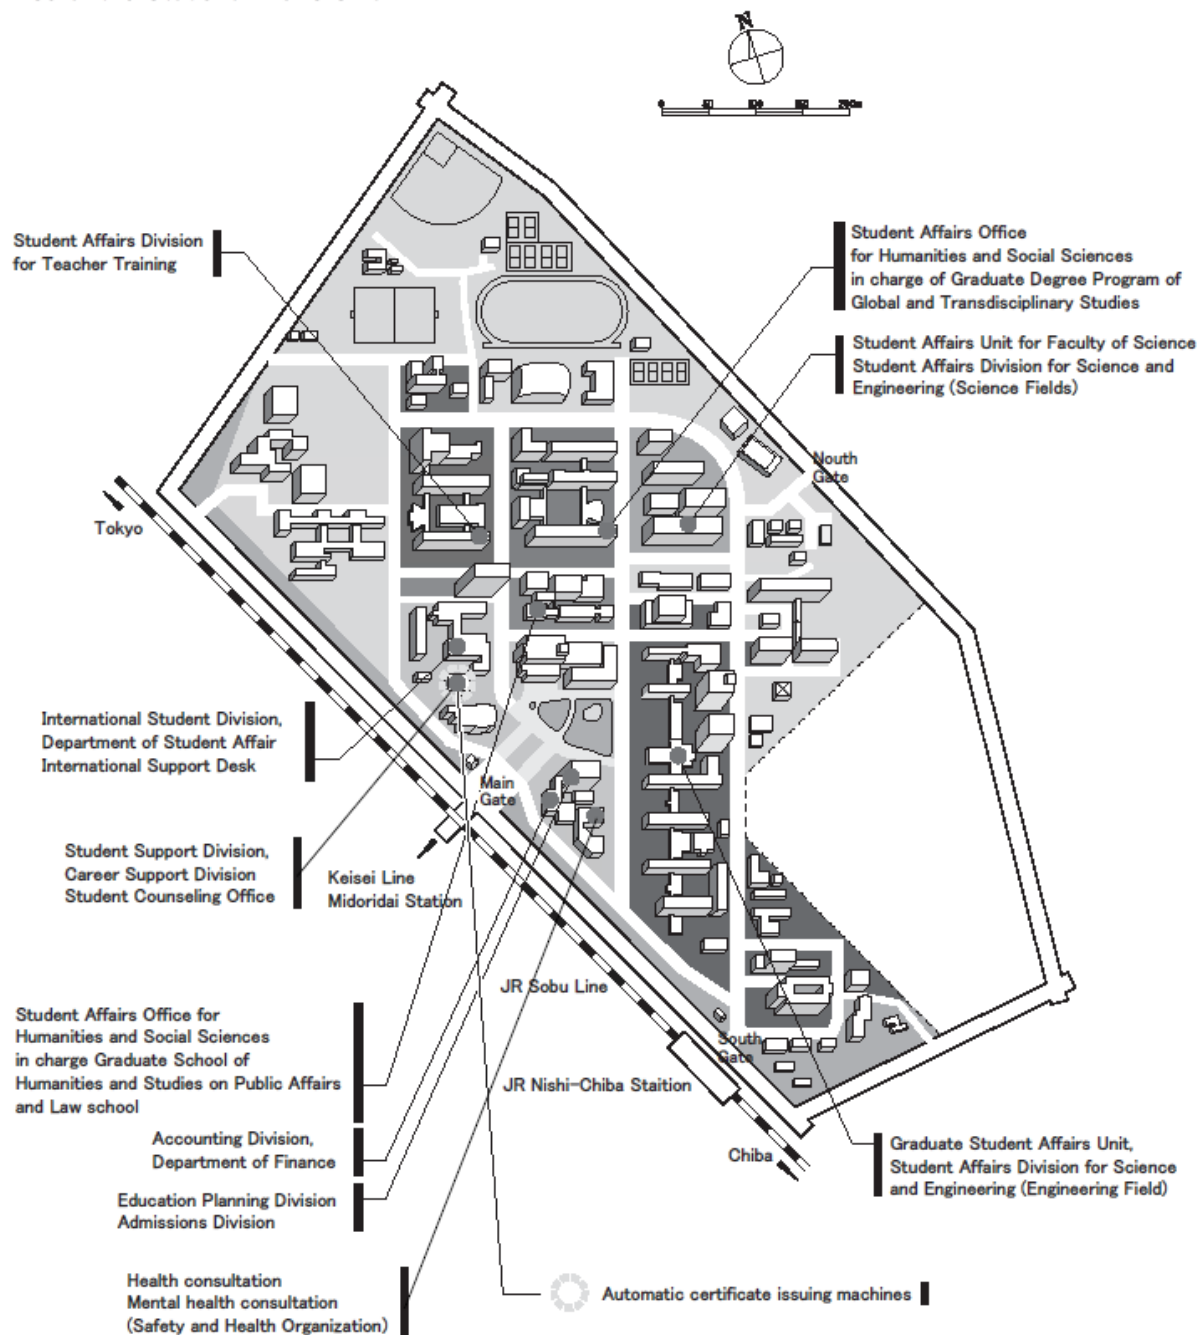 N
0 50 100 150 200m
Student Affairs Division
for Teacher Training
Student Affairs Office
for Humanities and Social Sciences
in charge of Graduate Degree Program of
Global and Transdisciplinary Studies
Student Affairs Unit for Faculty of Science
Student Affairs Division for Science and
Engineering (Science Fields)
Nouth
Gate
Tokyo
International Student Division,
Department of Student Affair
International Support Desk
Main
Gate
Student Support Division,
Career Support Division
Student Counseling Office
Keisei Line
Midoridai Station
JR Sobu Line
Student Affairs Office for
Humanities and Social Sciences
in charge Graduate School of
Humanities and Studies on Public Affairs
and Law school
South
Gate
JR Nishi-Chiba Staition
Accounting Division,
Department of Finance
Chiba
Graduate Student Affairs Unit,
Student Affairs Division for Science
and Engineering (Engineering Field)
Education Planning Division
Admissions Division
Health consultation
Mental health consultation
(Safety and Health Organization)
Automatic certificate issuing machines